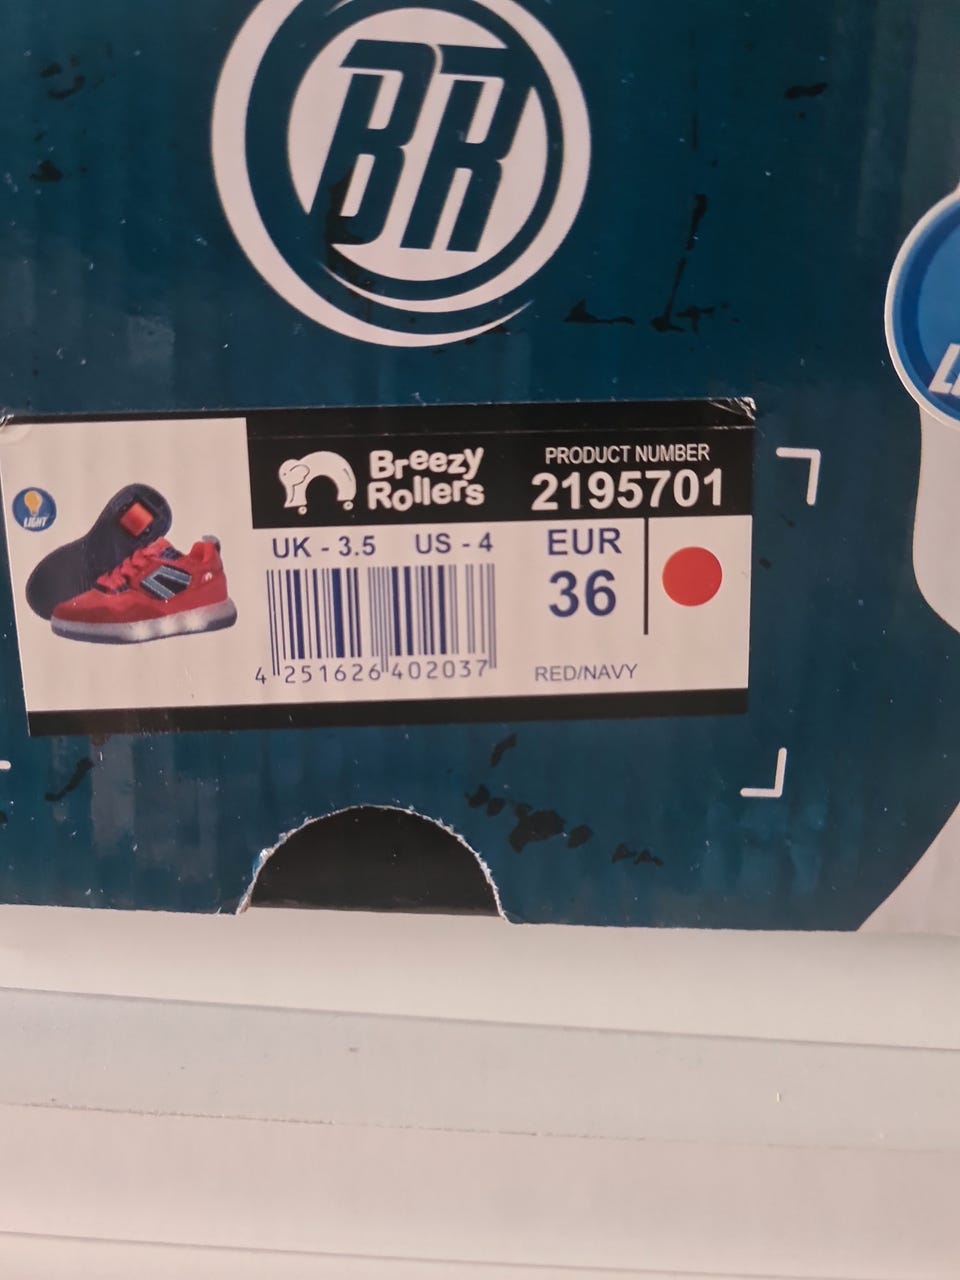 BR
Breezy
Rollers
PRODUCT NUMBER
2195701
LIGHT
UK - 3.5 US - 4
EUR
36
4 251626 402037
RED/NAVY